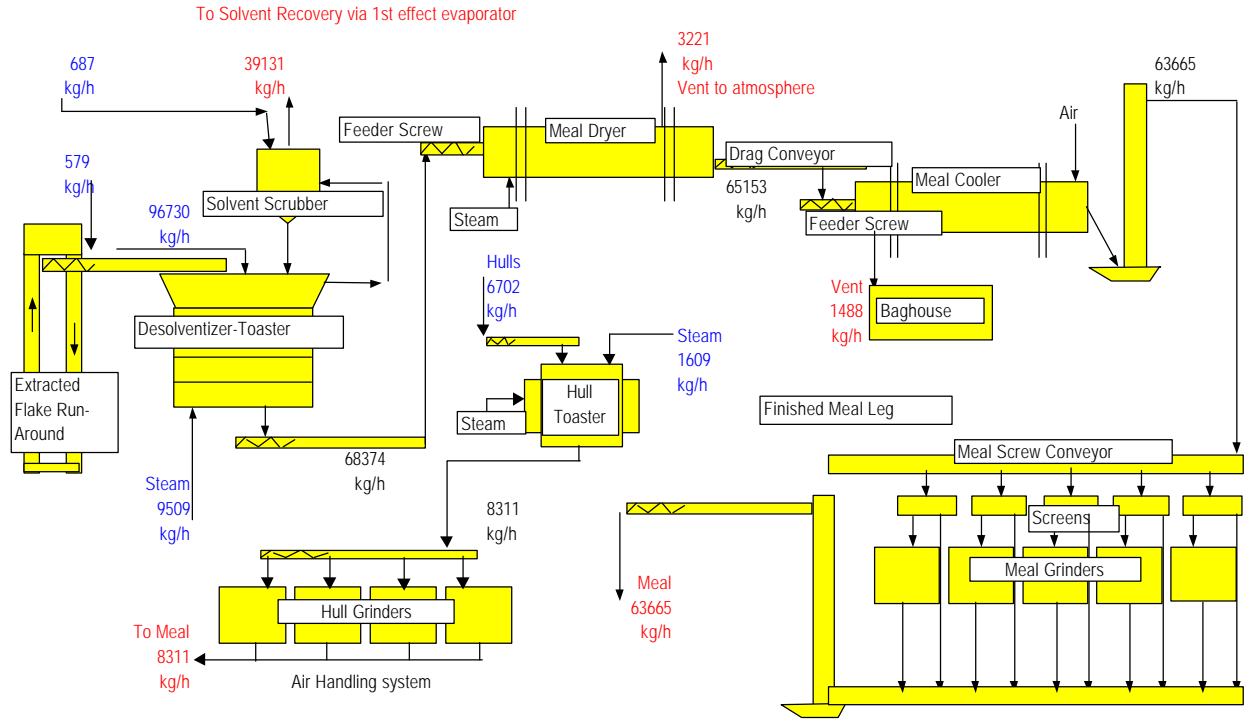 To Solvent Recovery via 1st effect evaporator
687
kg/h
39131
kg/h
3221
kg/h
Vent to atmosphere
63665
kg/h
Air
Feeder Screw
Meal Dryer
Drag Conveyor
579
kg/h
Solvent Scrubber
96730
kg/h
Steam
65153
kg/h
Meal Cooler
Feeder Screw
Hulls
6702
kg/h
Vent
1488
kg/h
Baghouse
Desolventizer-Toaster
Steam
1609
kg/h
Extracted
Flake Run-
Around
Hull
Toaster
Steam
Finished Meal Leg
68374
kg/h
Meal Screw Conveyor
Steam
9509
kg/h
8311
kg/h
Screens
Meal Grinders
Hull Grinders
Meal
63665
kg/h
To Meal
8311
kg/h
Air Handling system